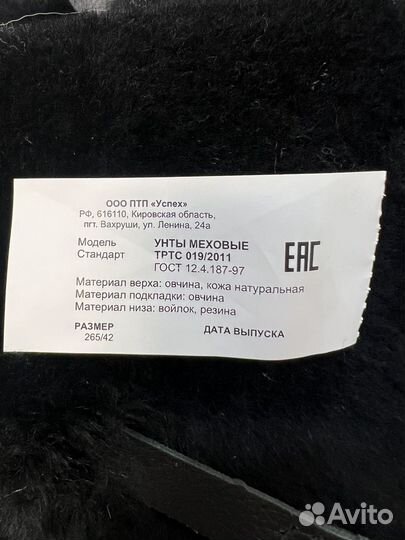 ООО ПТП «Успех»
РФ, 616110, Кировская область,
пгт. Вахруши, ул. Ленина, 24а
Модель УНТЫ МЕХОВЫЕ
Стандарт ТРТС 019/2011
ГОСТ 12.4.187-97
EAC
Материал верха: овчина, кожа натуральная
Материал подкладки: овчина
Материал низа: войлок, резина
РАЗМЕР ДАТА ВЫПУСКА
265/42
Avito